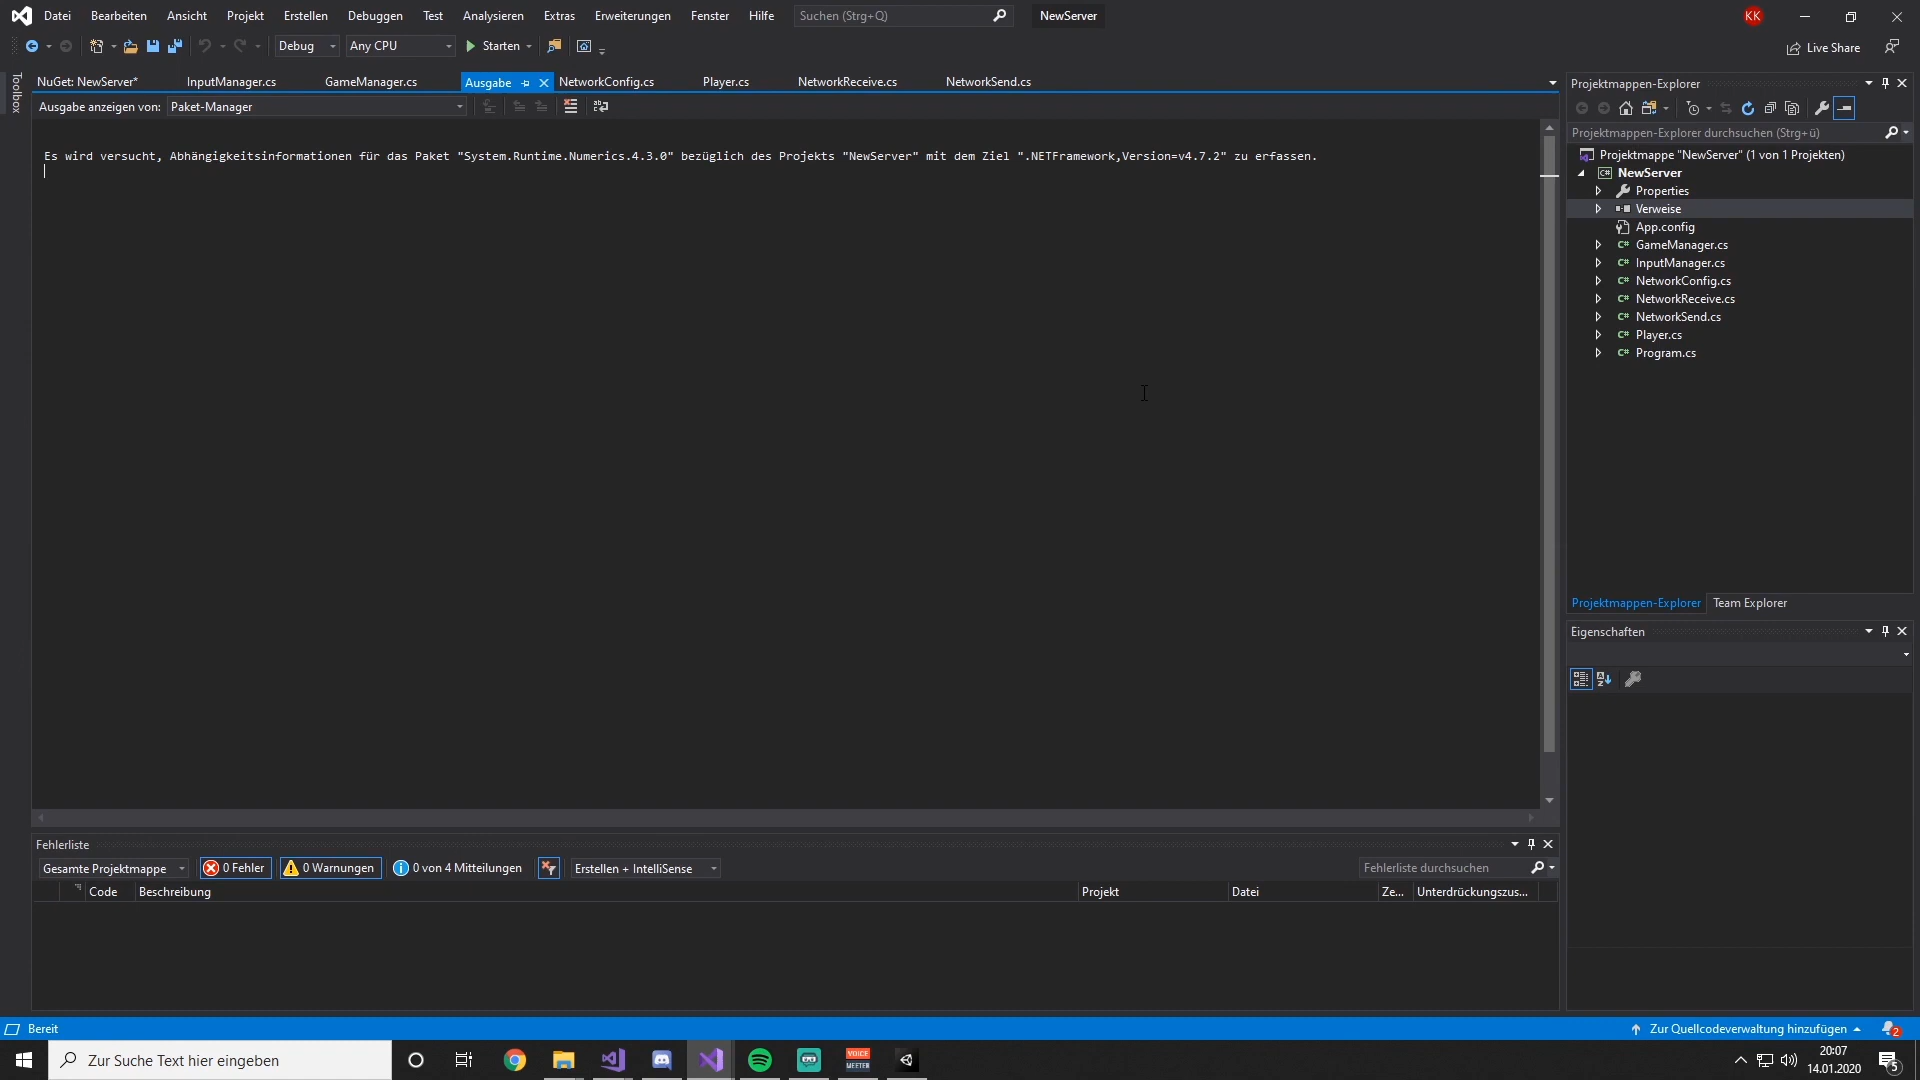 Datei Bearbeiten Ansicht Projekt Erstellen Debuggen Test Analysieren Extras Erweiterungen Fenster Hilfe Suchen (Strg+Q) NewServer KK
Debug Any CPU Starten Live Share
Toolbox
NuGet: NewServer* InputManager.cs GameManager.cs Ausgabe NetworkConfig.cs Player.cs NetworkReceive.cs NetworkSend.cs
Ausgabe anzeigen von: Paket-Manager
Es wird versucht, Abhängigkeitsinformationen für das Paket "System.Runtime.Numerics.4.3.0" bezüglich des Projekts "NewServer" mit dem Ziel ".NETFramework,Version=v4.7.2" zu erfassen.
Projektmappen-Explorer
Projektmappen-Explorer durchsuchen (Strg+ü)
Projektmappe "NewServer" (1 von 1 Projekten)
C# NewServer
Properties
Verweise
App.config
C# GameManager.cs
C# InputManager.cs
C# NetworkConfig.cs
C# NetworkReceive.cs
C# NetworkSend.cs
C# Player.cs
C# Program.cs
Projektmappen-Explorer Team Explorer
Eigenschaften
Fehlerliste
Gesamte Projektmappe 0 Fehler 0 Warnungen 0 von 4 Mitteilungen Erstellen + IntelliSense Fehlerliste durchsuchen
Code Beschreibung Projekt Datei Ze... Unterdrückungszus...
Bereit Zur Quellcodeverwaltung hinzufügen 2
Zur Suche Text hier eingeben VOICE MEETER 20:07
14.01.2020 5